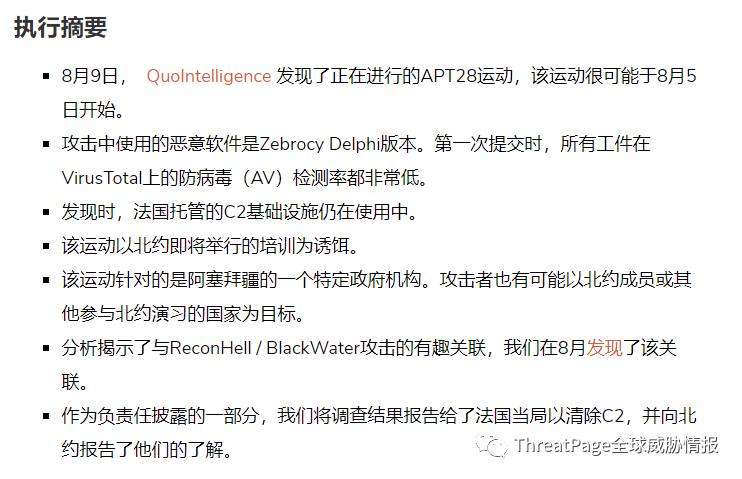 执行摘要
8月9日， QuoIntelligence 发现了正在进行的APT28运动，该运动很可能于8月5
日开始。
攻击中使用的恶意软件是Zebrocy Delphi版本。第一次提交时，所有工件在
VirusTotal上的防病毒（AV）检测率都非常低。
发现时，法国托管的C2基础设施仍在使用中。
该运动以北约即将举行的培训为诱饵。
该运动针对的是阿塞拜疆的一个特定政府机构。攻击者也有可能以北约成员或其
他参与北约演习的国家为目标。
分析揭示了与ReconHell / BlackWater攻击的有趣关联，我们在8月发现了该关
联。
作为负责任披露的一部分，我们将调查结果报告给了法国当局以清除C2，并向北
约报告了他们的了解。
ThreatPage全球威胁情报